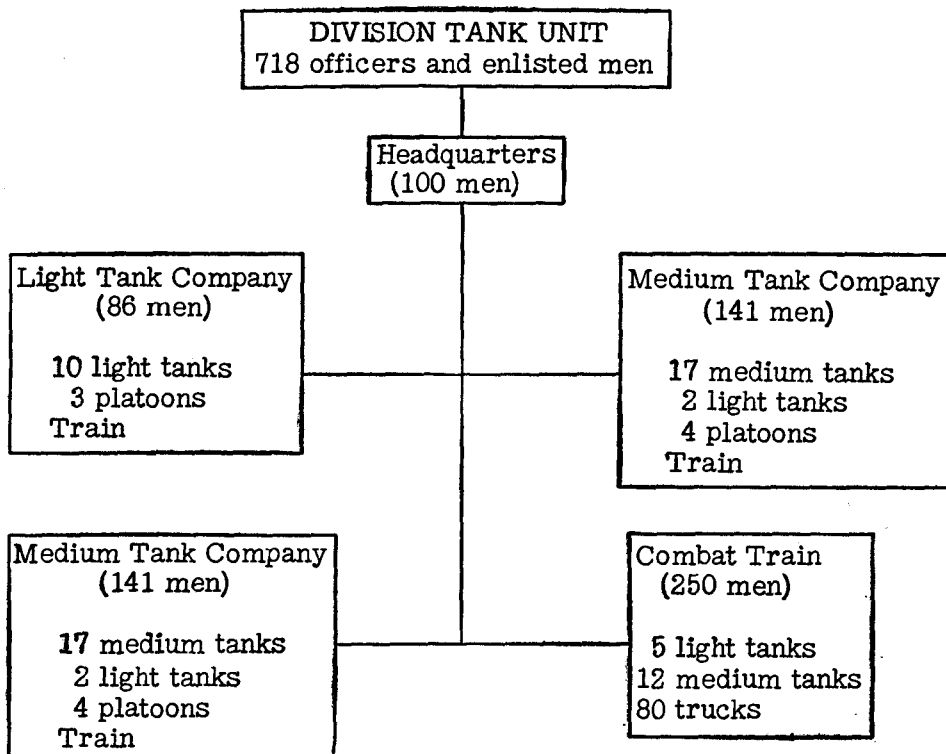 DIVISION TANK UNIT
718 officers and enlisted men
Headquarters
(100 men)
Light Tank Company
(86 men)
10 light tanks
3 platoons
Train
Medium Tank Company
(141 men)
17 medium tanks
2 light tanks
4 platoons
Train
Medium Tank Company
(141 men)
17 medium tanks
2 light tanks
4 platoons
Train
Combat Train
(250 men)
5 light tanks
12 medium tanks
80 trucks